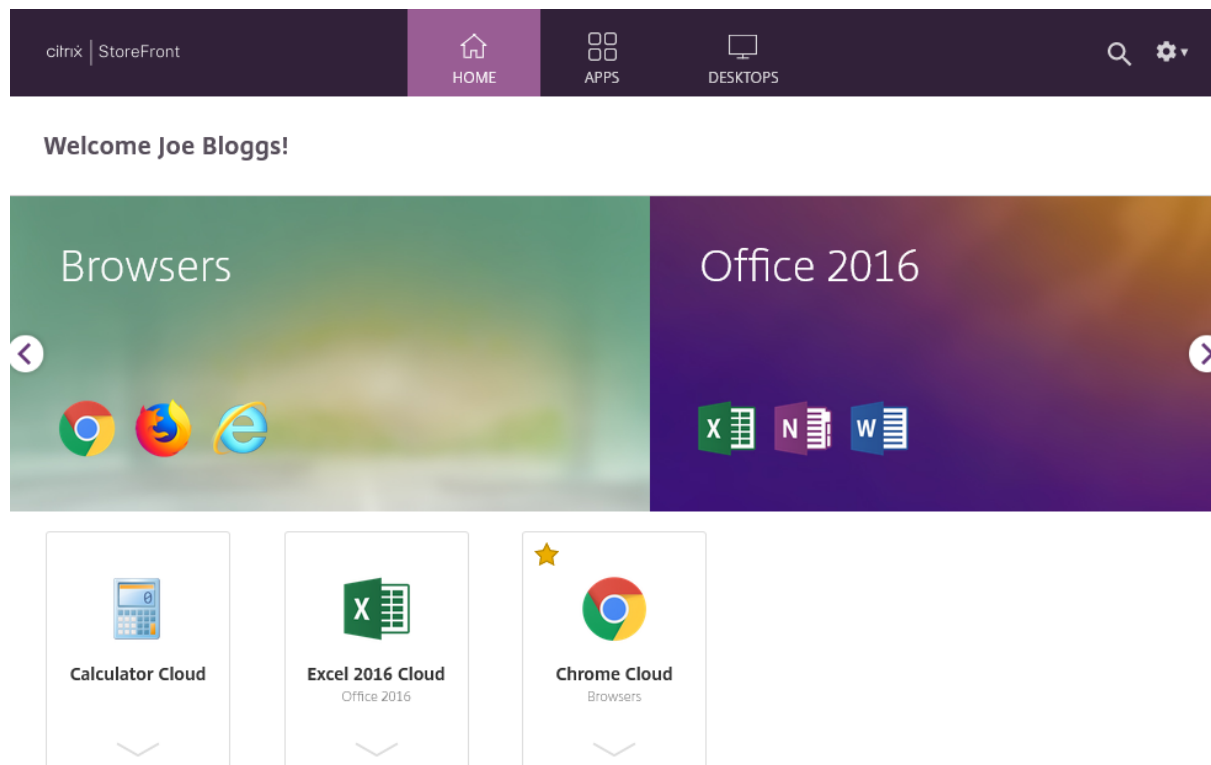 citrix | StoreFront
HOME
APPS
DESKTOPS
Welcome Joe Bloggs!
Browsers
Office 2016
X
N
W
0
X
Calculator Cloud
Excel 2016 Cloud
Office 2016
Chrome Cloud
Browsers